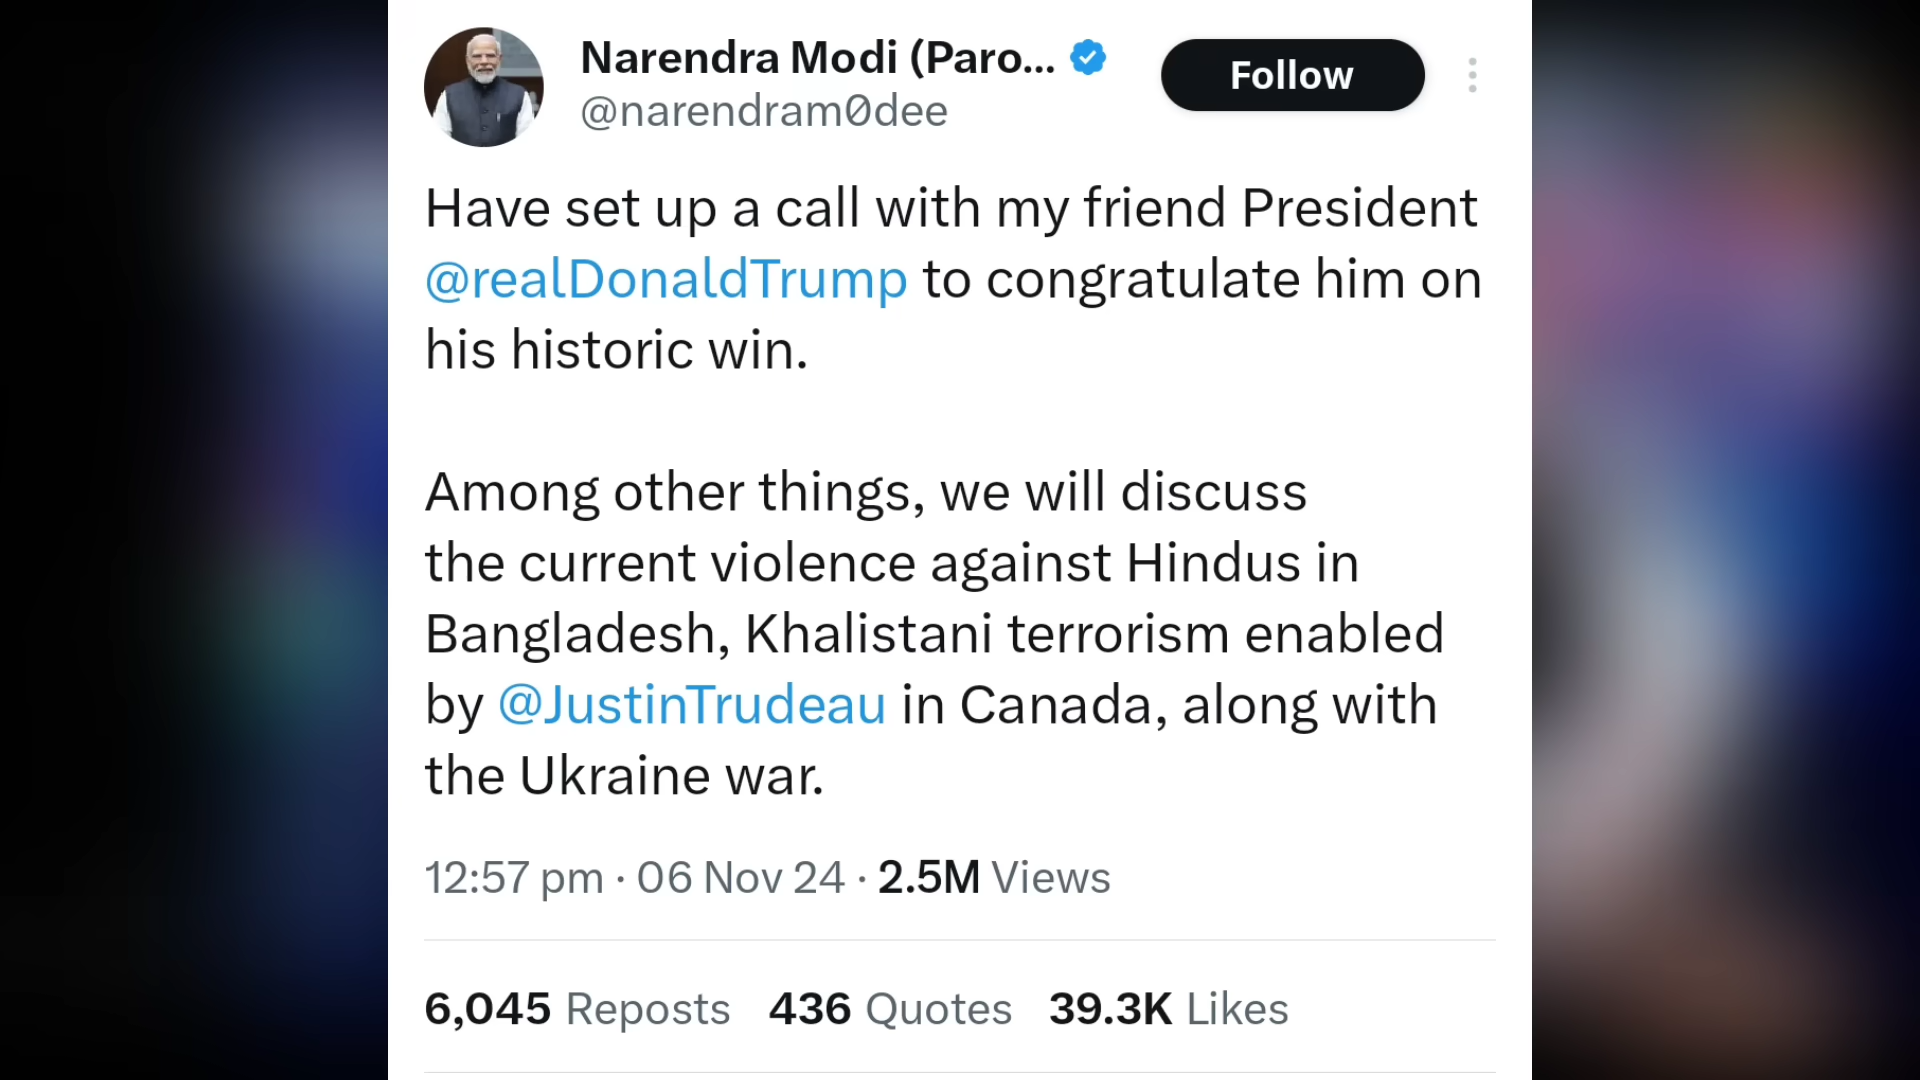 Narendra Modi (Paro...
Follow
@narendram0dee
Have set up a call with my friend President
@realDonaldTrump to congratulate him on
his historic win.
Among other things, we will discuss
the current violence against Hindus in
Bangladesh, Khalistani terrorism enabled
by @JustinTrudeau in Canada, along with
the Ukraine war.
12:57 pm · 06 Nov 24 · 2.5M Views
6,045 Reposts 436 Quotes 39.3K Likes